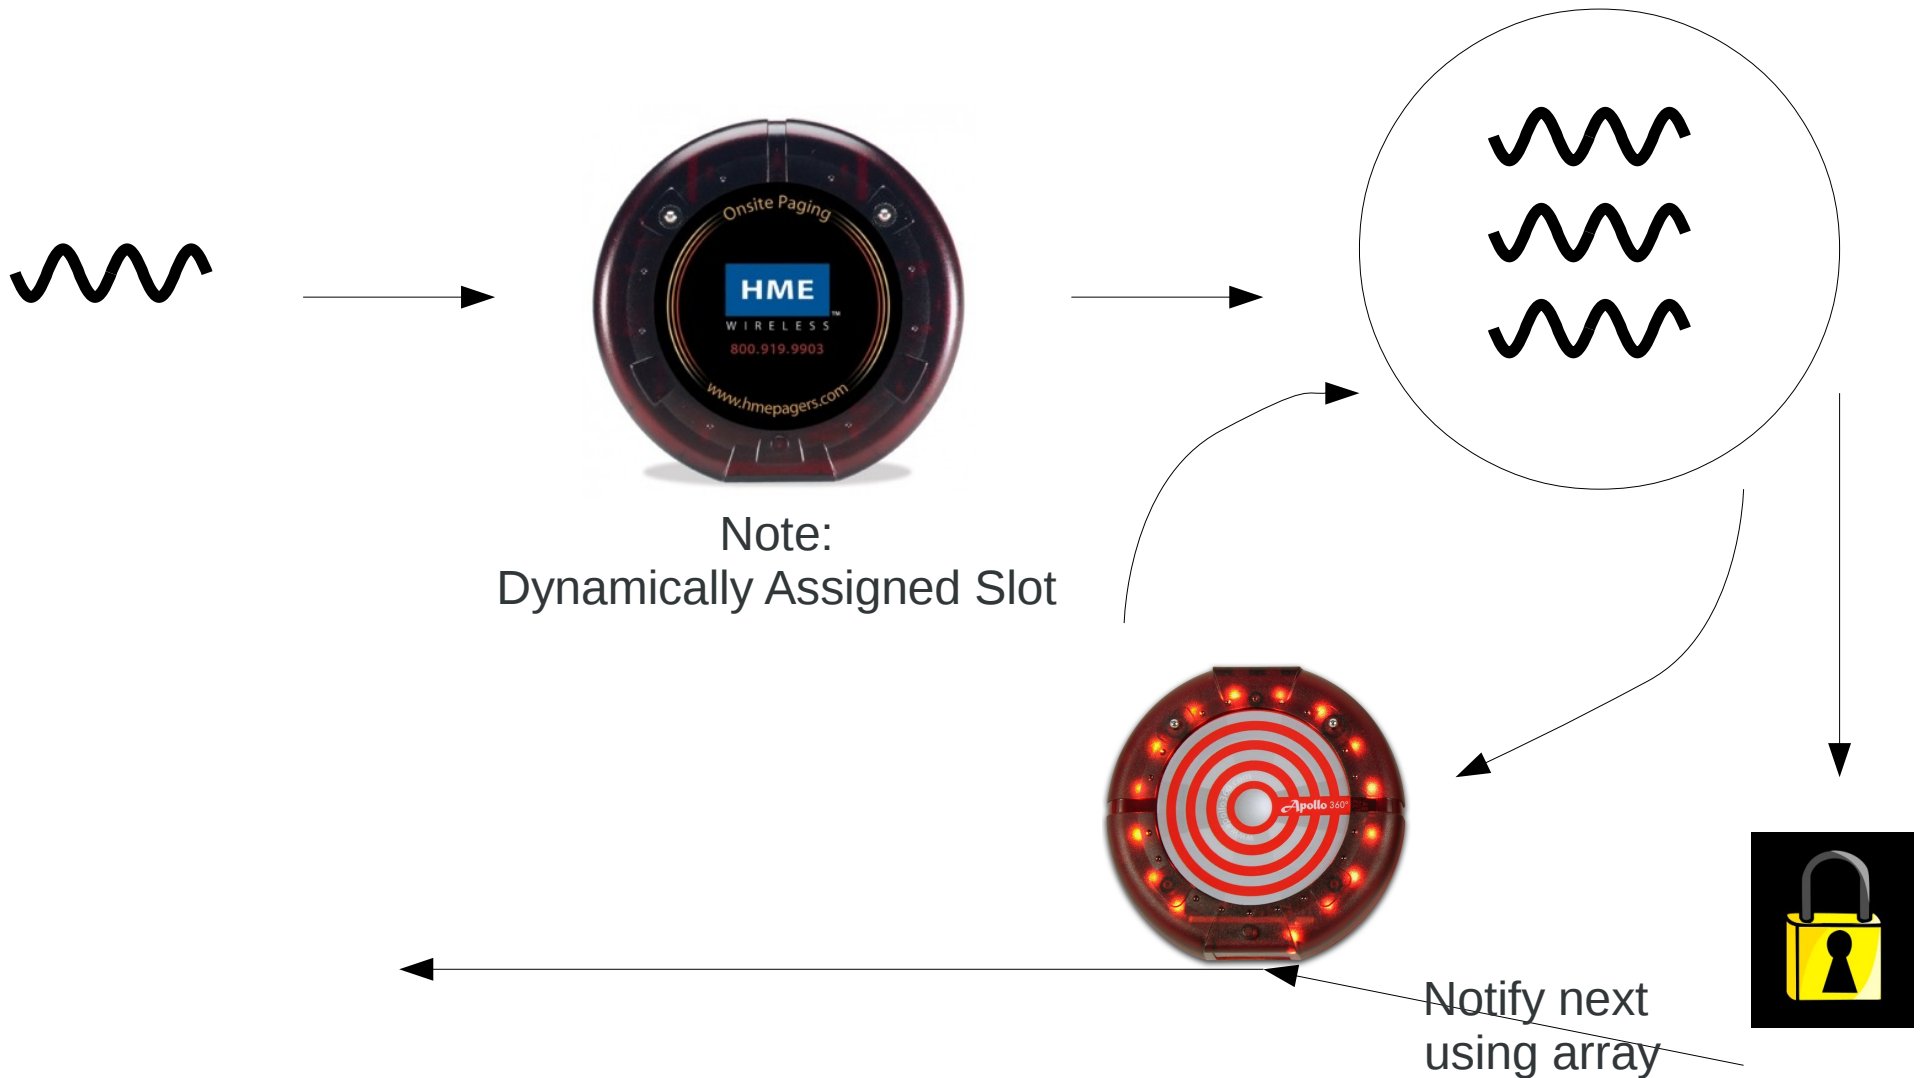 Onsite Paging
HME
WIRELESS™
800.919.9903
www.hmepagers.com
Note:
Dynamically Assigned Slot
Apollo 360°
Notify next
using array